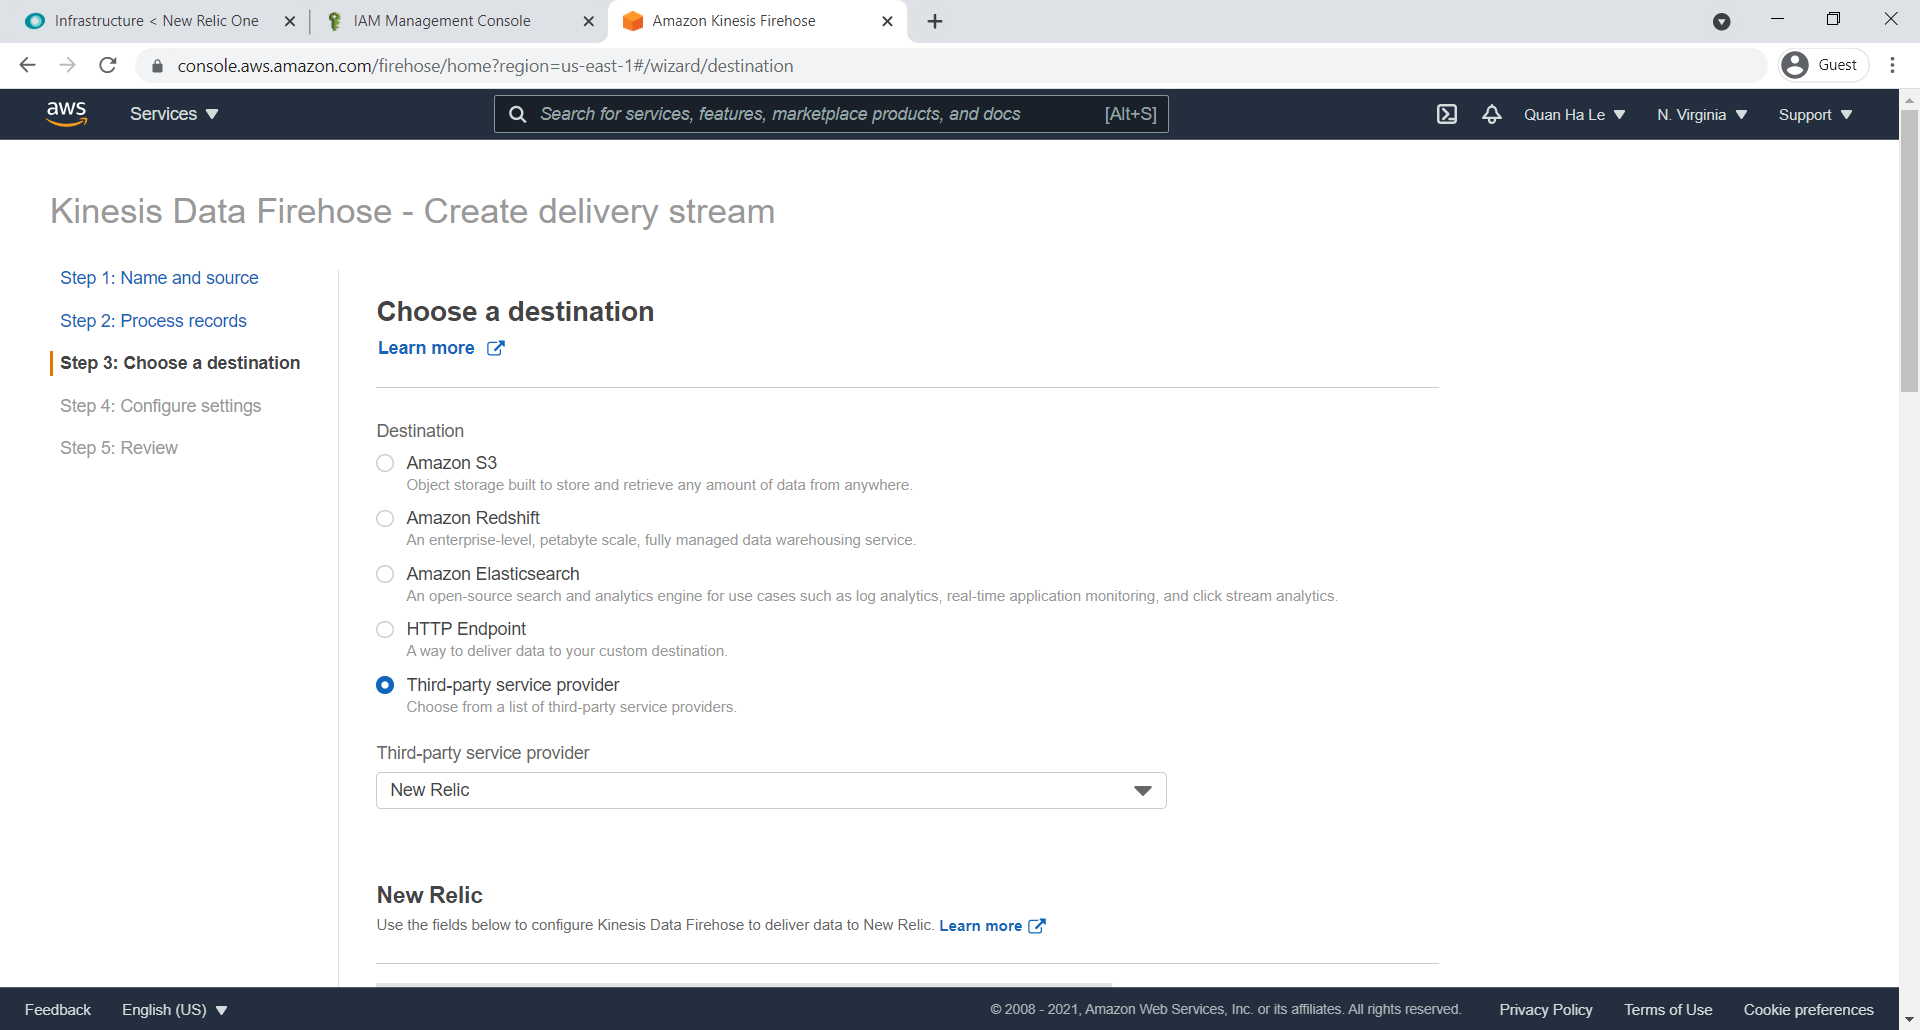 Infrastructure < New Relic One
IAM Management Console
Amazon Kinesis Firehose
console.aws.amazon.com/firehose/home?region=us-east-1#/wizard/destination
Guest
aws
Services
Search for services, features, marketplace products, and docs
[Alt+S]
Quan Ha Le
N. Virginia
Support
Kinesis Data Firehose - Create delivery stream
Step 1: Name and source
Step 2: Process records
Step 3: Choose a destination
Step 4: Configure settings
Step 5: Review
Choose a destination
Learn more
Destination
Amazon S3
Object storage built to store and retrieve any amount of data from anywhere.
Amazon Redshift
An enterprise-level, petabyte scale, fully managed data warehousing service.
Amazon Elasticsearch
An open-source search and analytics engine for use cases such as log analytics, real-time application monitoring, and click stream analytics.
HTTP Endpoint
A way to deliver data to your custom destination.
Third-party service provider
Choose from a list of third-party service providers.
Third-party service provider
New Relic
New Relic
Use the fields below to configure Kinesis Data Firehose to deliver data to New Relic. Learn more
Feedback
English (US)
© 2008 - 2021, Amazon Web Services, Inc. or its affiliates. All rights reserved.
Privacy Policy
Terms of Use
Cookie preferences